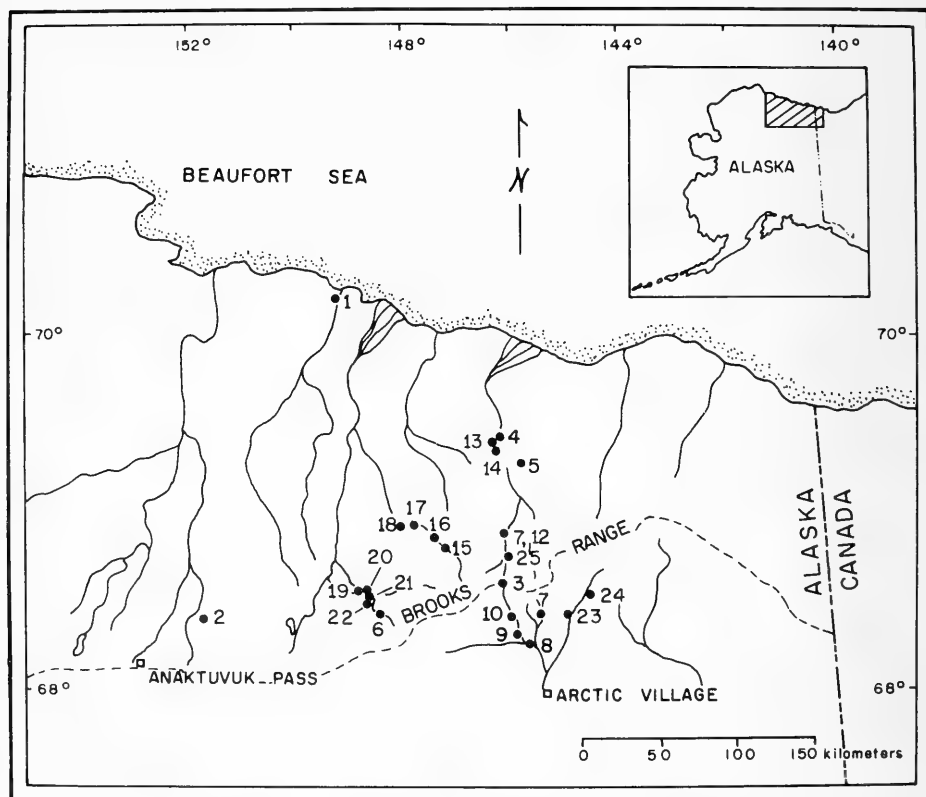 152° 148° 144° 140°
BEAUFORT SEA
N
ALASKA
1
70° 70°
4
13
14
5
17
18
16
15
7, 12
25
RANGE
ALASKA
CANADA
20
19
21
3
BROOKS
22
6
7
24
2
10
23
9
8
ANAKTUVUK PASS
68° 68°
ARCTIC VILLAGE
0 50 100 150 kilometers